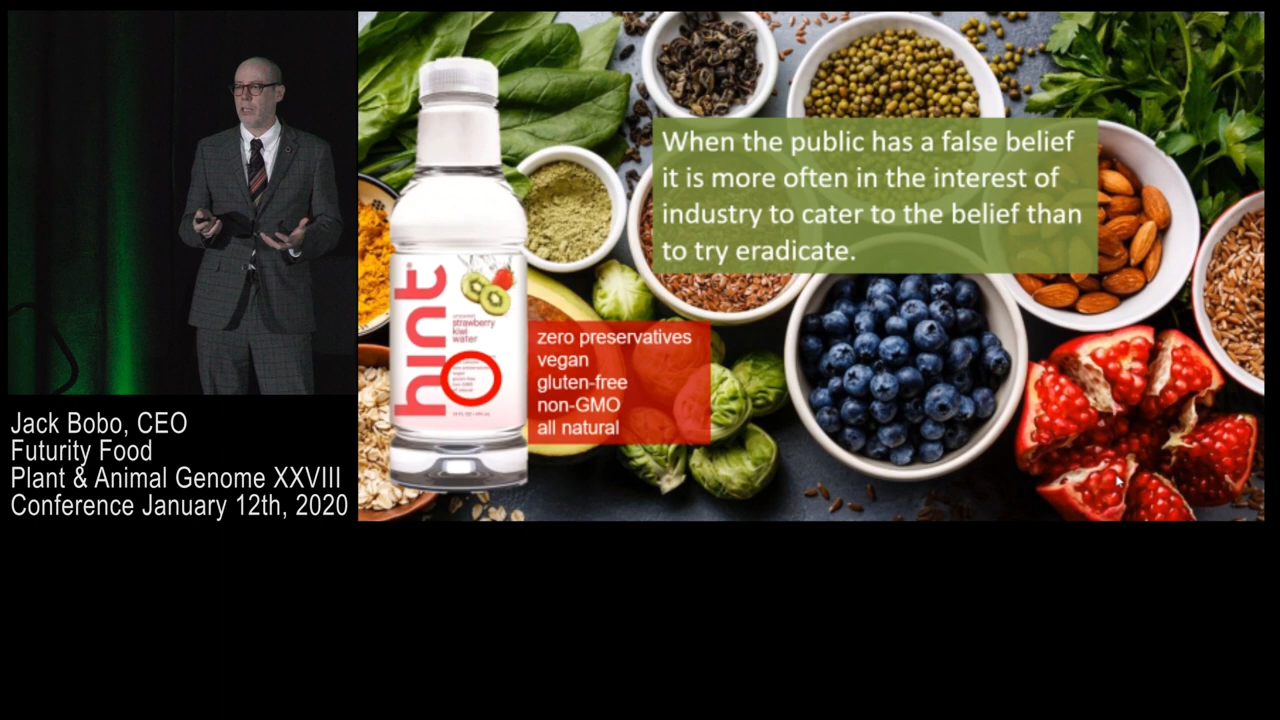 Jack Bobo, CEO
Futurity Food
Plant & Animal Genome XXVIII
Conference January 12th, 2020
When the public has a false belief
it is more often in the interest of
industry to cater to the belief than
to try eradicate.
hint
strawberry
kiwi
water
zero preservatives
vegan
gluten-free
non-GMO
all natural